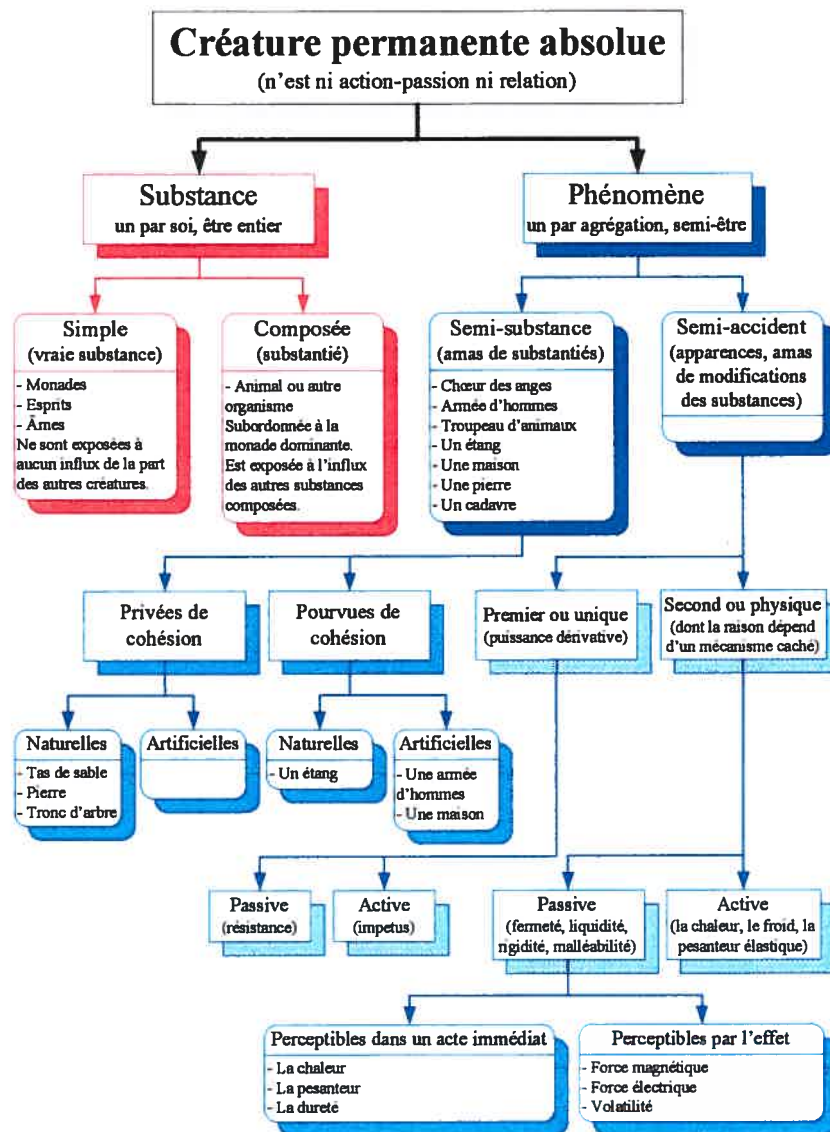 Créature permanente absolue
(n'est ni action-passion ni relation)
Substance
un par soi, être entier
Phénomène
un par agrégation, semi-être
Simple
(vraie substance)
- Monades
- Esprits
- Âmes
Ne sont exposées à
aucun influx de la part
des autres créatures.
Composée
(substantié)
- Animal ou autre
organisme
Subordonnée à la
monade dominante.
Est exposée à l'influx
des autres substances
composées.
Semi-substance
(amas de substantiés)
- Chœur des anges
- Armée d'hommes
- Troupeau d'animaux
- Un étang
- Une maison
- Une pierre
- Un cadavre
Semi-accident
(apparences, amas
de modifications
des substances)
Privées de
cohésion
Pourvues de
cohésion
Premier ou unique
(puissance dérivative)
Second ou physique
(dont la raison dépend
d'un mécanisme caché)
Naturelles
- Tas de sable
- Pierre
- Tronc d'arbre
Artificielles
Naturelles
- Un étang
Artificielles
- Une armée
d'hommes
- Une maison
Passive
(résistance)
Active
(impetus)
Passive
(fermeté, liquidité,
rigidité, malléabilité)
Active
(la chaleur, le froid, la
pesanteur élastique)
Perceptibles dans un acte immédiat
- La chaleur
- La pesanteur
- La dureté
Perceptibles par l'effet
- Force magnétique
- Force électrique
- Volatilité